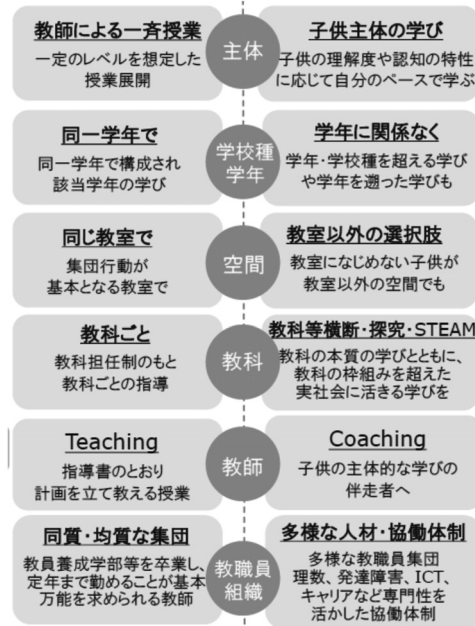 教師による一斉授業
一定のレベルを想定した
授業展開
主体
子供主体の学び
子供の理解度や認知の特性
に応じて自分のペースで学ぶ
同一学年で
同一学年で構成され
該当学年の学び
学校種
学年
学年に関係なく
学年・学校種を超える学び
や学年を遡った学びも
同じ教室で
集団行動が
基本となる教室で
空間
教室以外の選択肢
教室になじめない子供が
教室以外の空間でも
教科ごと
教科担任制のもと
教科ごとの指導
教科
教科等横断・探究・STEAM
教科の本質の学びとともに、
教科の枠組みを超えた
実社会に活きる学びを
Teaching
指導書のとおり
計画を立て教える授業
教師
Coaching
子供の主体的な学びの
伴走者へ
同質・均質な集団
教員養成学部等を卒業し、
定年まで勤めることが基本
万能を求められる教師
教職員
組織
多様な人材・協働体制
多様な教職員集団
理数、発達障害、ICT、
キャリアなど専門性を
活かした協働体制